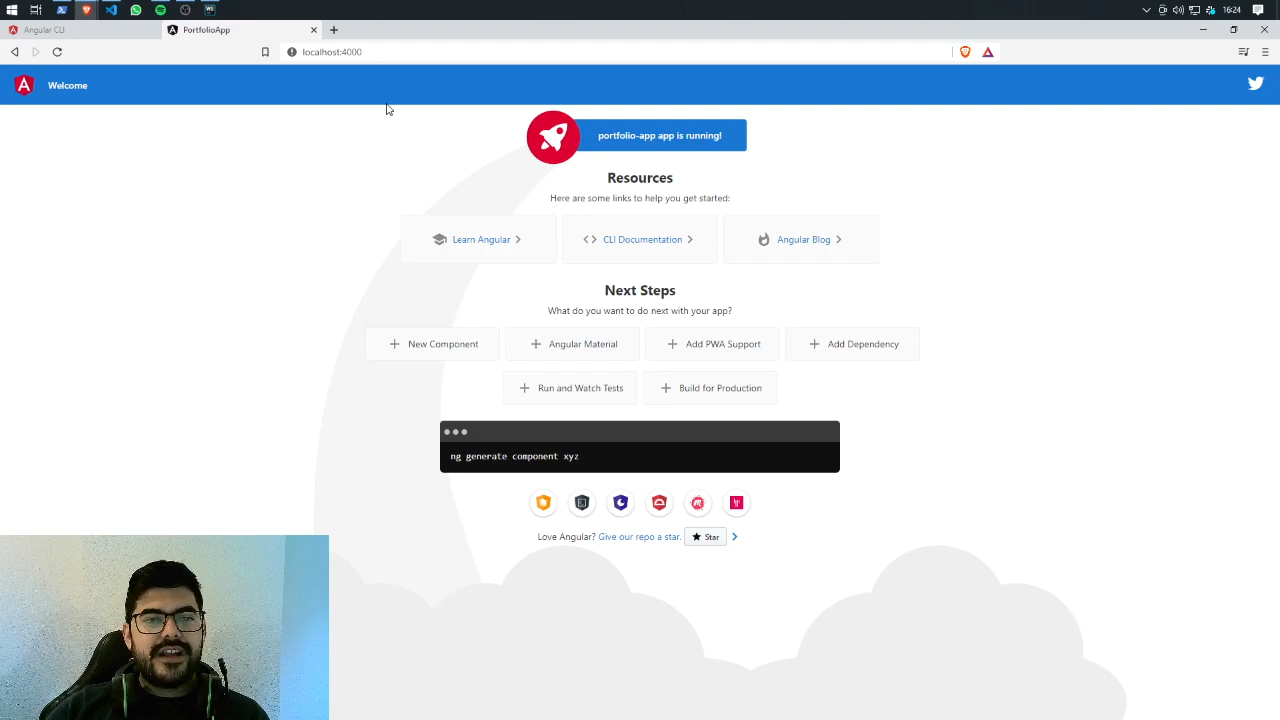 16:24
Angular CLI
PortfolioApp
localhost:4000
Welcome
portfolio-app app is running!
Resources
Here are some links to help you get started:
Learn Angular
CLI Documentation
Angular Blog
Next Steps
What do you want to do next with your app?
New Component
Angular Material
Add PWA Support
Add Dependency
Run and Watch Tests
Build for Production
ng generate component xyz
Love Angular? Give our repo a star. Star